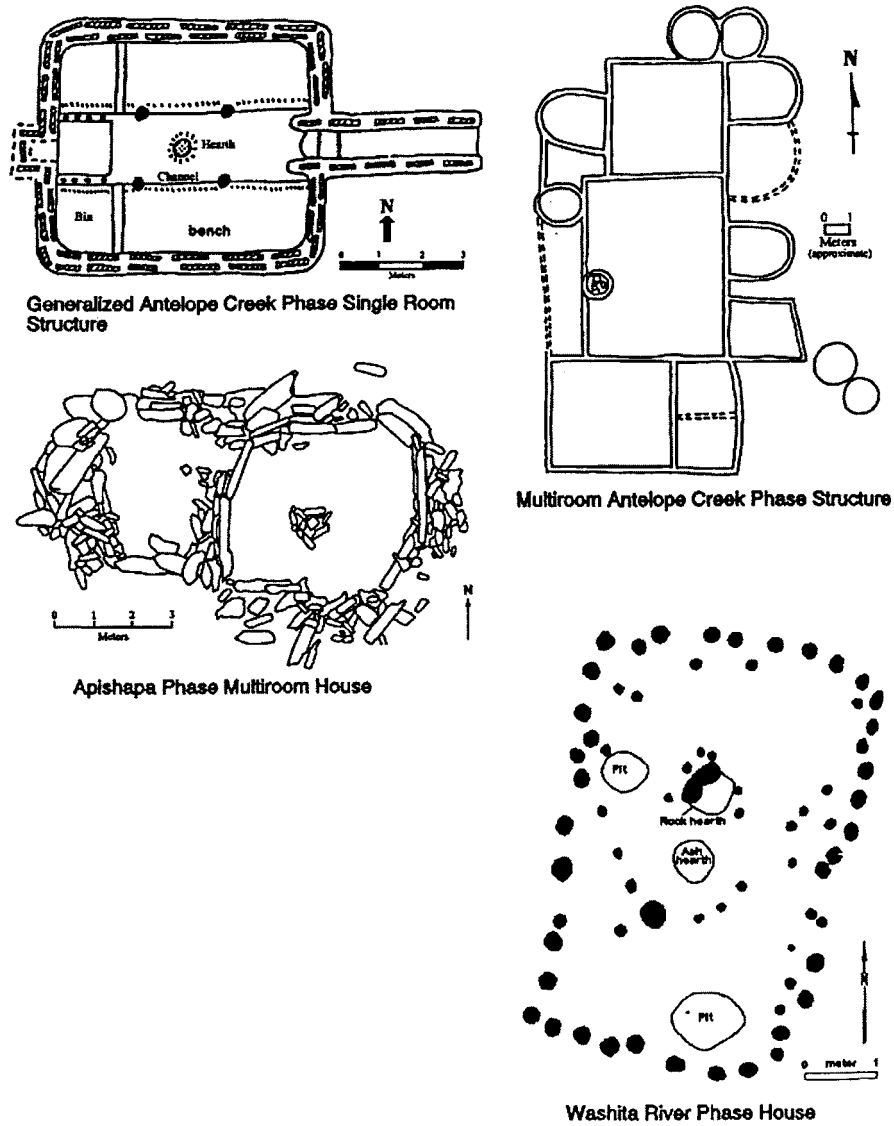 Hearth
Channel
Bin
bench
N
0 1 2 3
Meters
Generalized Antelope Creek Phase Single Room
Structure
N
0 1
Meters
(approximate)
Multiroom Antelope Creek Phase Structure
0 1 2 3
Meters
N
Apishapa Phase Multiroom House
Pit
Rock hearth
Ash
hearth
Pit
N
0 meter 1
Washita River Phase House